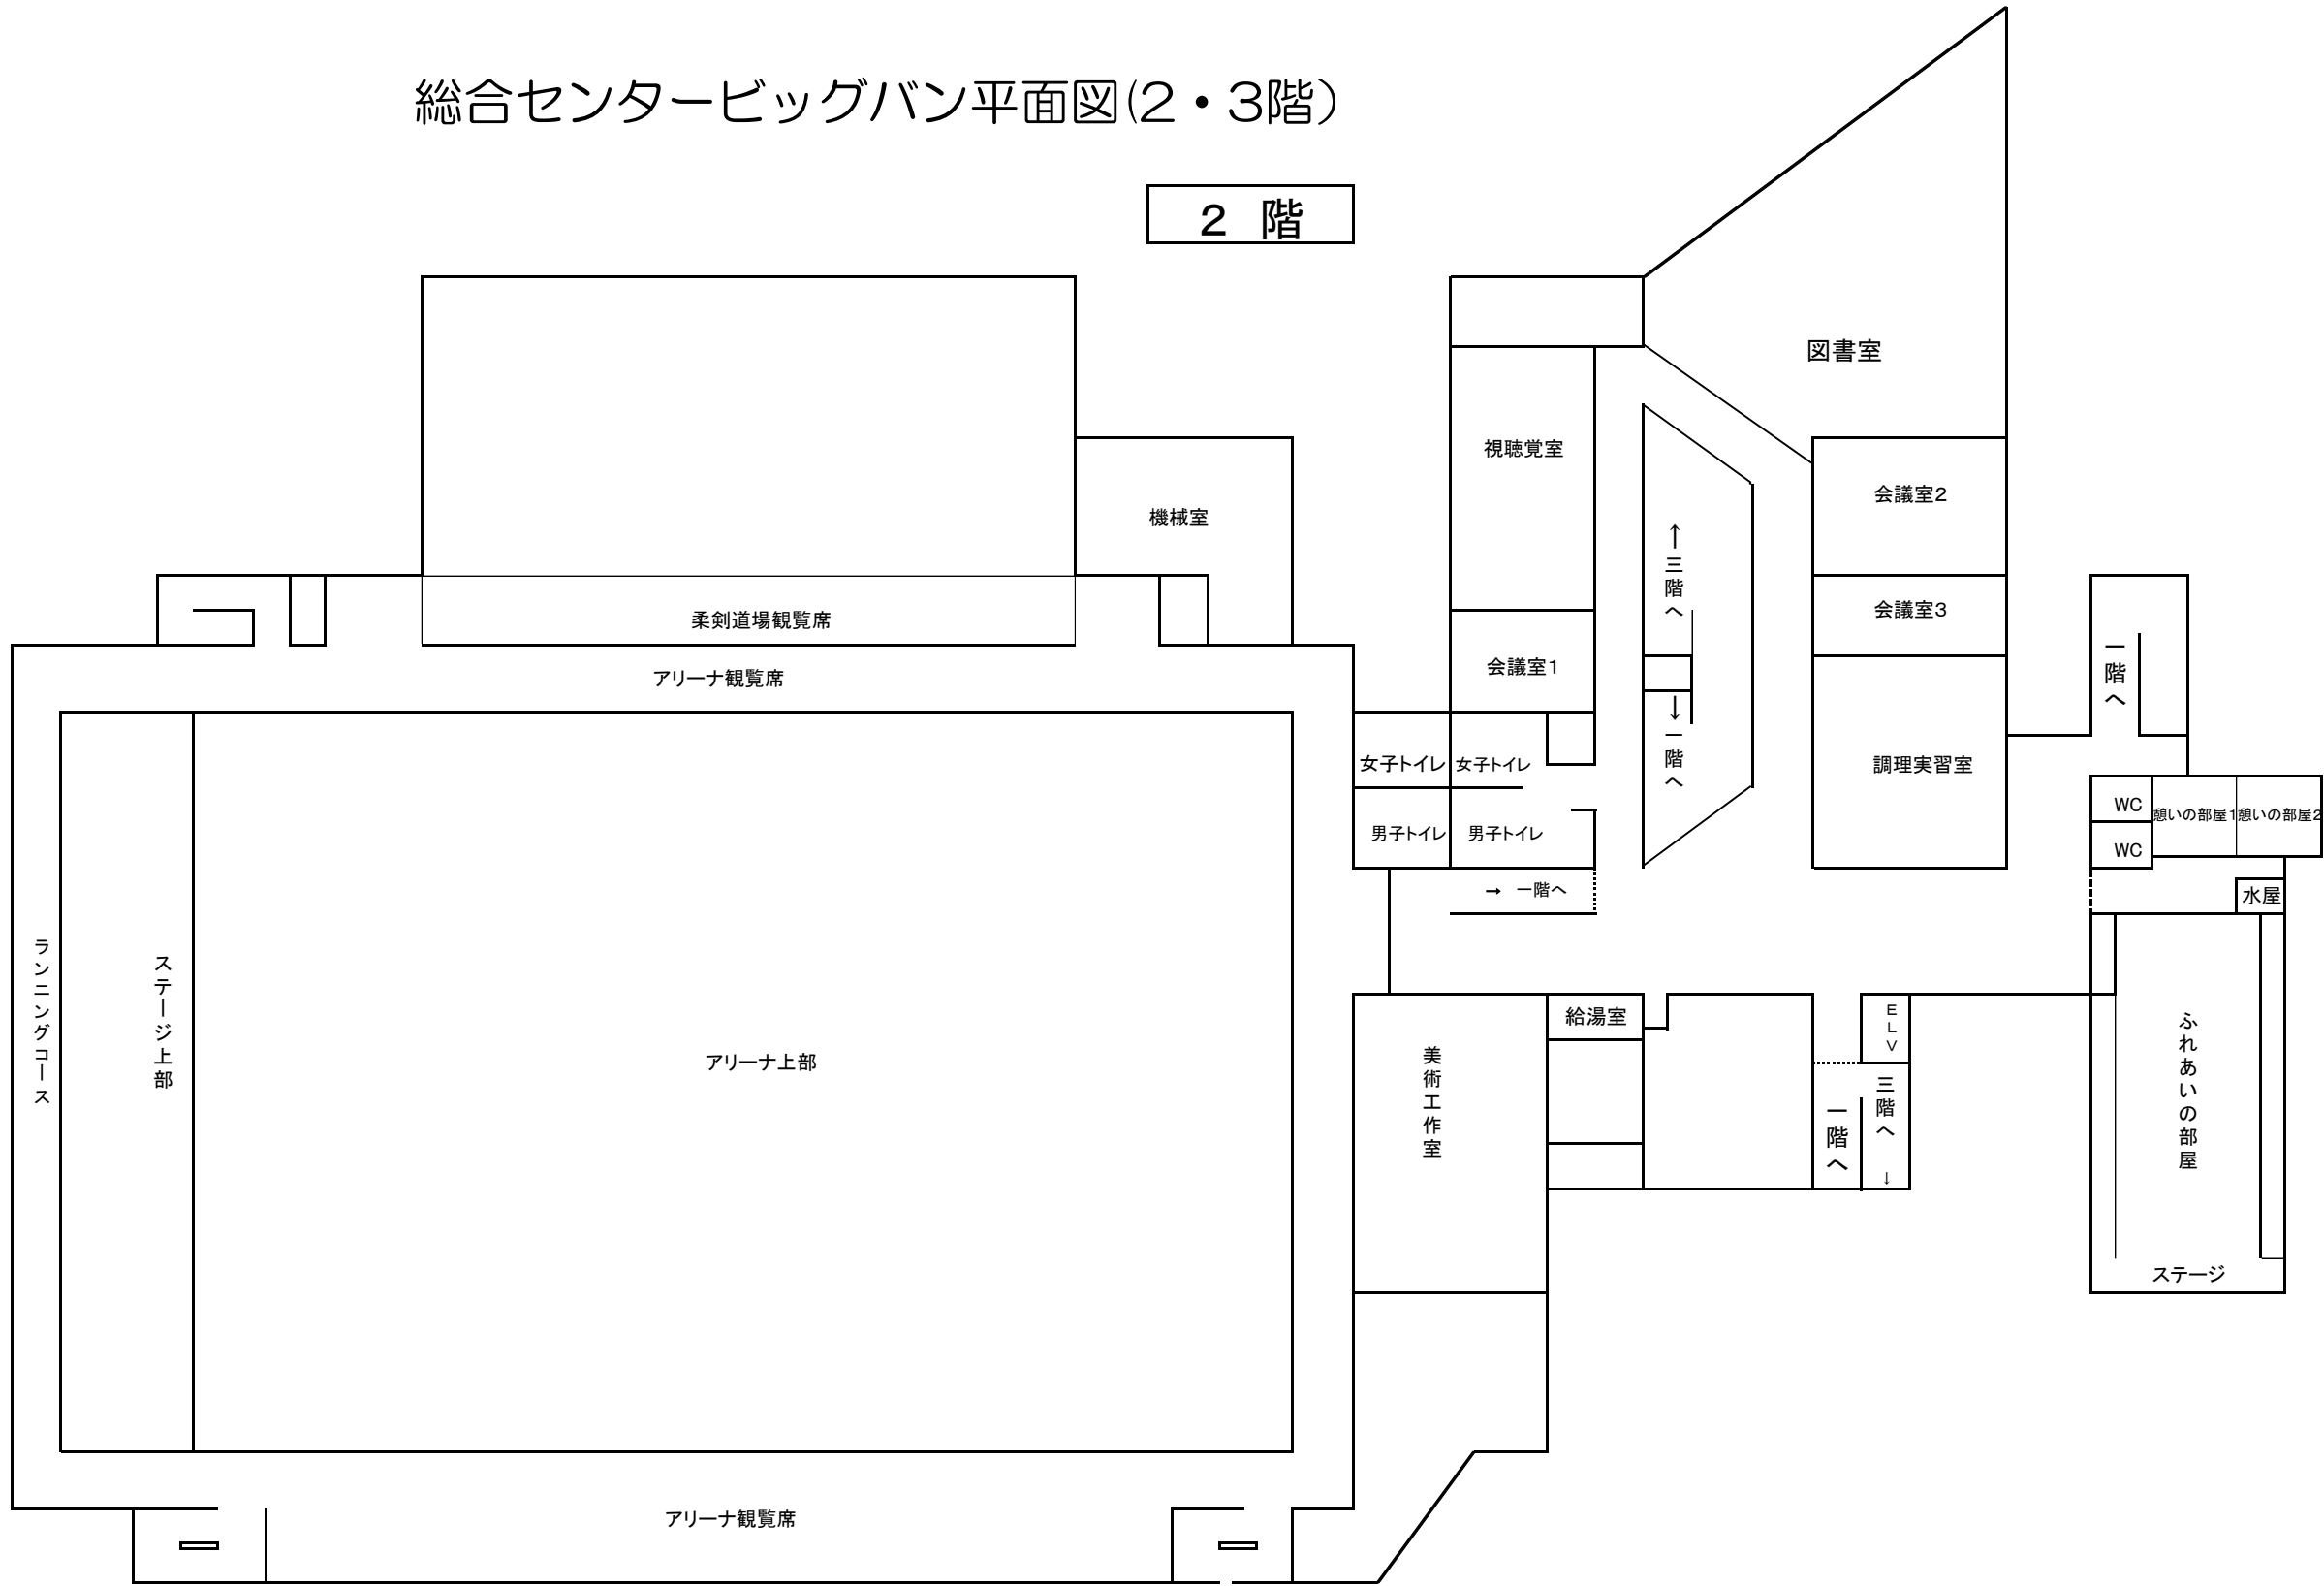 総合センタービッグバン平面図(2・3階)
2 階
図書室
視聴覚室
会議室2
機械室
↑三階へ
会議室3
柔剣道場観覧席
会議室1
アリーナ観覧席
一階へ
↓一階へ
女子トイレ
女子トイレ
調理実習室
WC
憩いの部屋1
憩いの部屋2
男子トイレ
男子トイレ
WC
→ 一階へ
水屋
ランニングコース
ステージ上部
アリーナ上部
美術工作室
給湯室
ELV
一階へ
三階へ ↓
ふれあいの部屋
ステージ
アリーナ観覧席